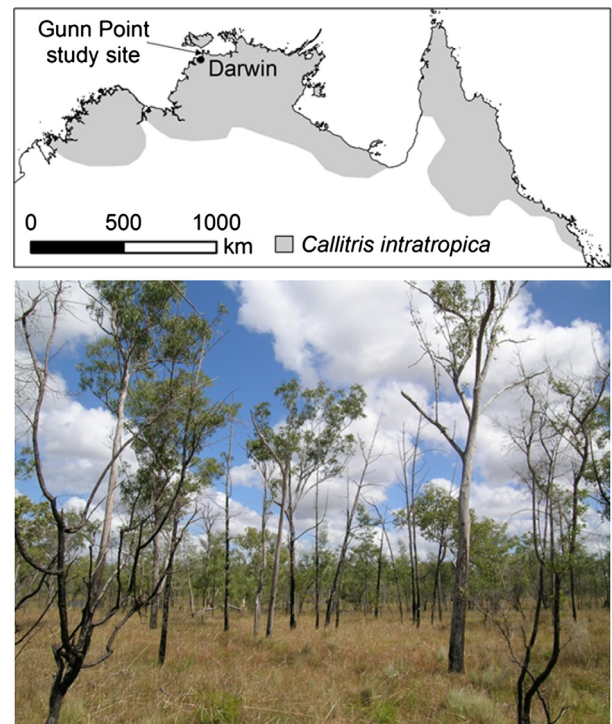 Gunn Point
study site
Darwin
0 500 1000
km
Callitris intratropica